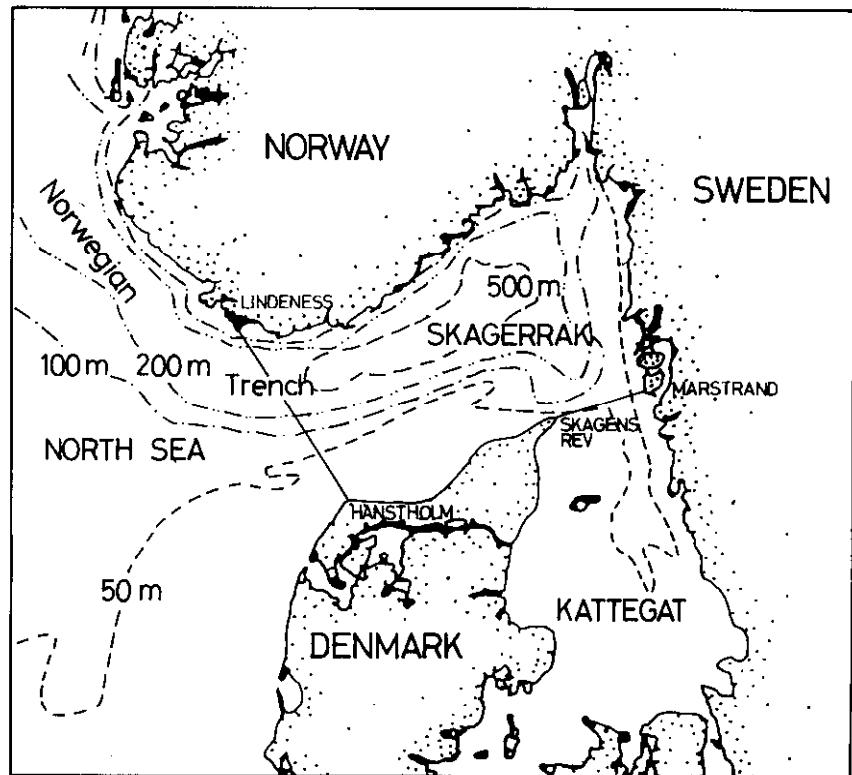 NORWAY
SWEDEN
Norwegian
LINDENESS
500 m
SKAGERRAK
100 m
200 m
Trench
MARSTRAND
SKAGENS
REV
NORTH SEA
HANSTHOLM
50 m
KATTEGAT
DENMARK